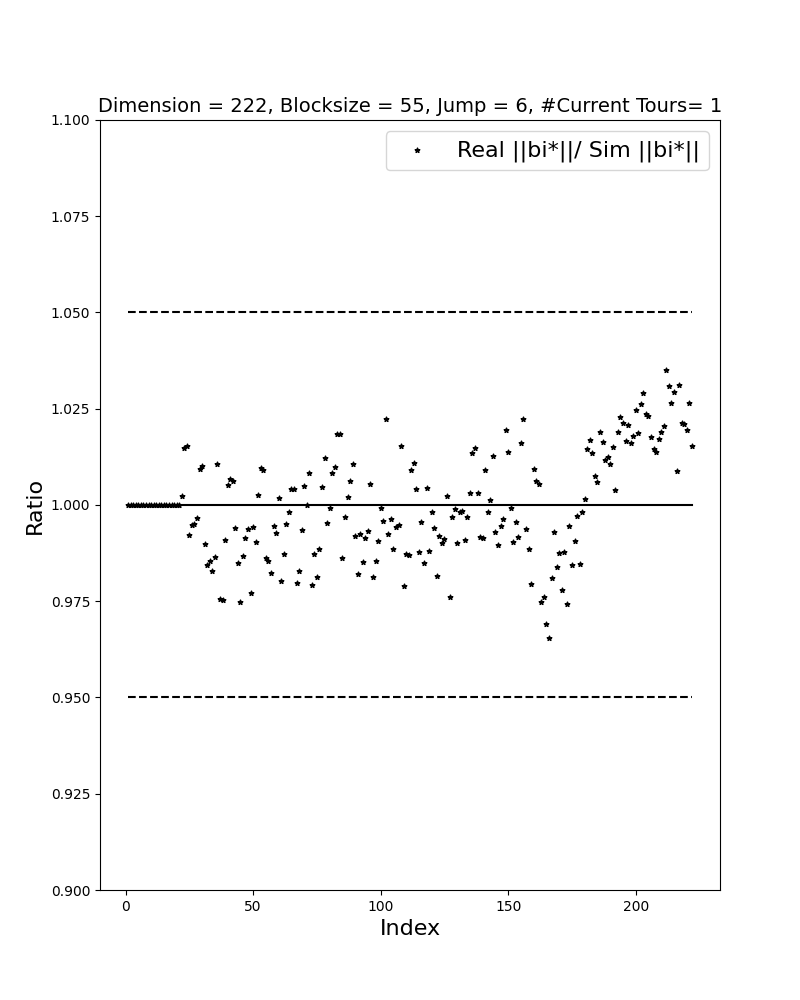 Dimension = 222, Blocksize = 55, Jump = 6, #Current Tours= 1
Real ||bi*||/ Sim ||bi*||
1.100
1.075
1.050
1.025
1.000
0.975
0.950
0.925
0.900
Ratio
0 50 100 150 200
Index